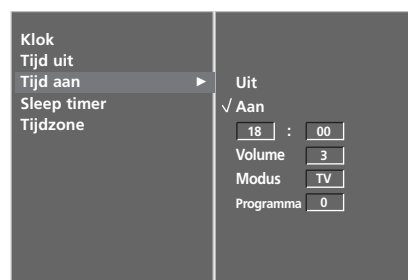 Klok
Tijd uit
Tijd aan ►
Sleep timer
Tijdzone
Uit
√ Aan
18 : 00
Volume 3
Modus TV
Programma 0